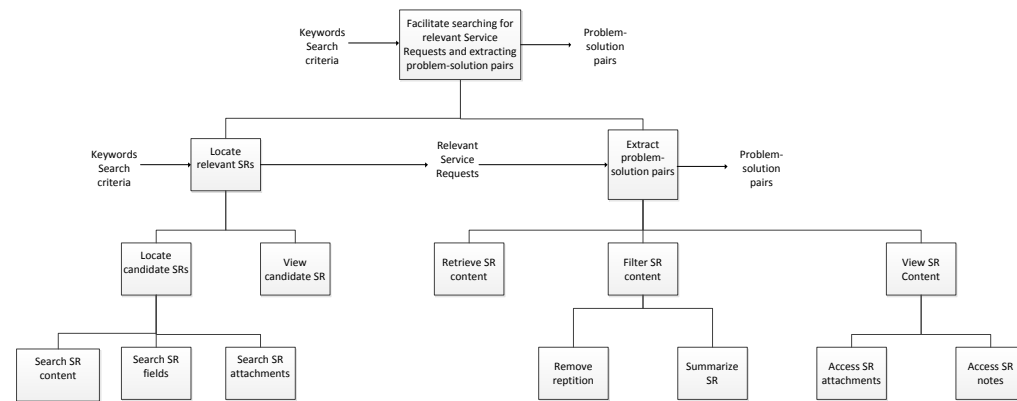 Keywords
Search
criteria
Facilitate searching for
relevant Service
Requests and extracting
problem-solution pairs
Problem-
solution
pairs
Keywords
Search
criteria
Locate
relevant SRs
Relevant
Service
Requests
Extract
problem-
solution pairs
Problem-
solution
pairs
Locate
candidate SRs
View
candidate SR
Retrieve SR
content
Filter SR
content
View SR
Content
Search SR
content
Search SR
fields
Search SR
attachments
Remove
reptition
Summarize
SR
Access SR
attachments
Access SR
notes